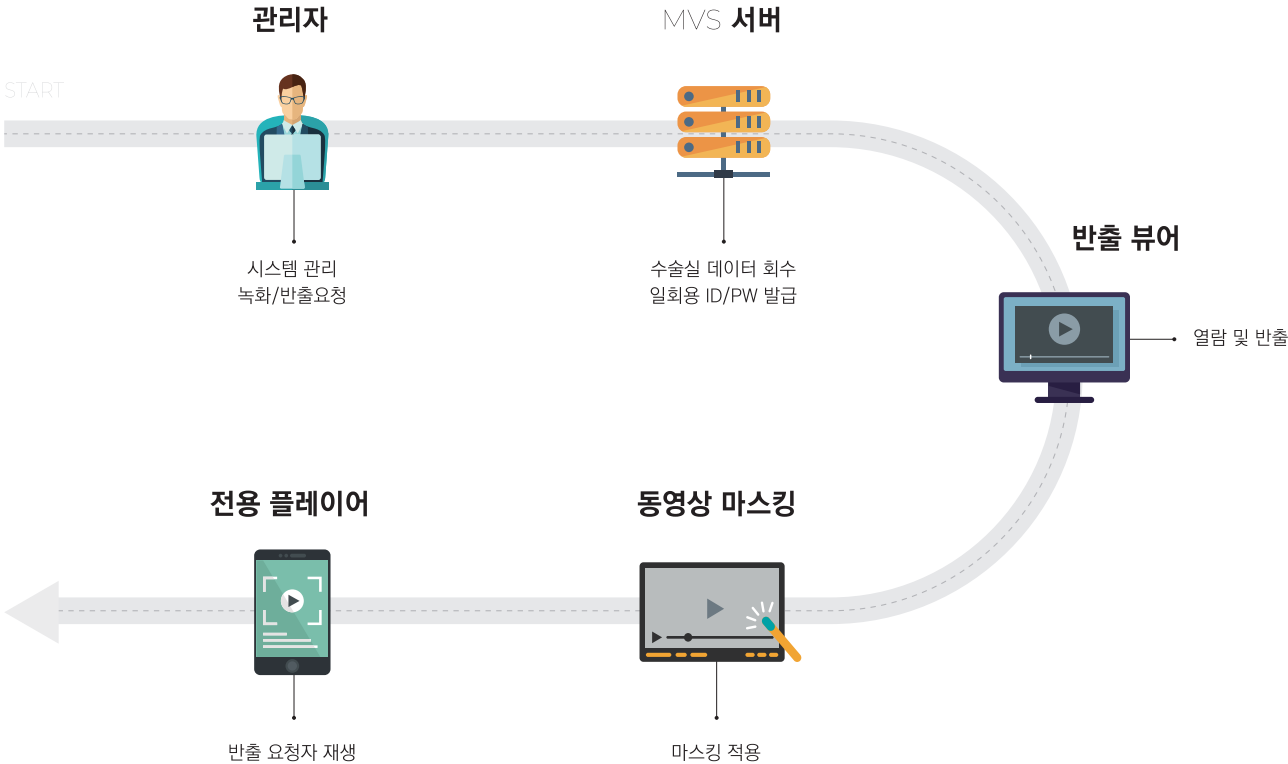 관리자
MVS 서버
START
시스템 관리
녹화/반출요청
수술실 데이터 회수
일회용 ID/PW 발급
반출 뷰어
열람 및 반출
전용 플레이어
동영상 마스킹
반출 요청자 재생
마스킹 적용